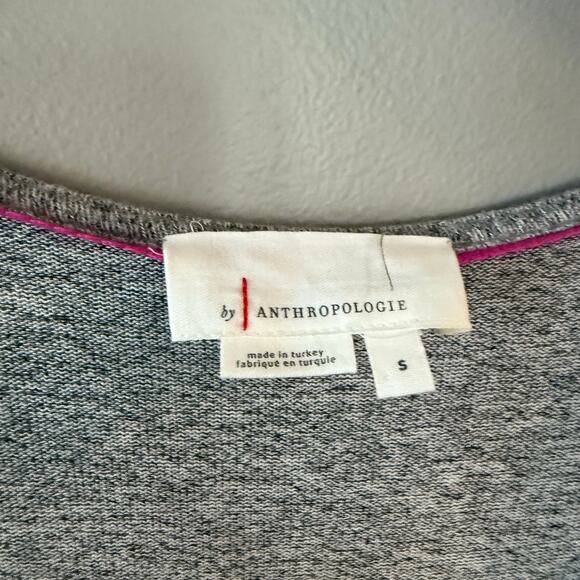 by | ANTHROPOLOGIE
made in turkey
fabriqué en turquie
S